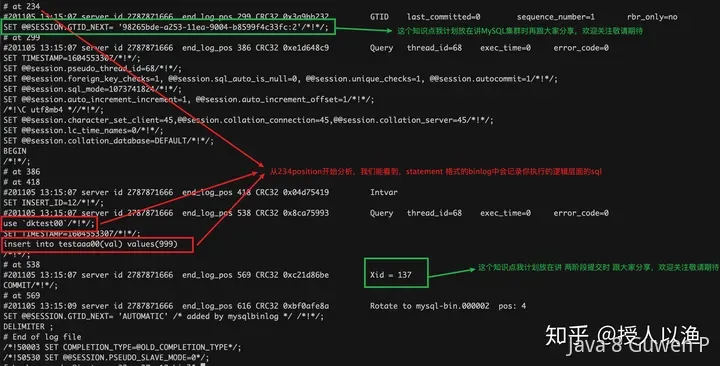 # at 234
#201105 13:15:07 server id 2787871666 end_log_pos 299 CRC32 0x3g9bb232 GTID last_committed=0 sequence_number=1 rbr_only=no
SET @@SESSION.GTID_NEXT= '98265bde-a253-11ea-9004-b8599f4c33fc:2'/*!*/;
这个知识点我计划放在讲MySQL集群时再跟大家分享，欢迎关注敬请期待
# at 299
#201105 13:15:07 server id 2787871666 end_log_pos 386 CRC32 0xe1d648c9 Query thread_id=68 exec_time=0 error_code=0
SET TIMESTAMP=1604553307/*!*/;
SET @@session.pseudo_thread_id=68/*!*/;
SET @@session.foreign_key_checks=1, @@session.sql_auto_is_null=0, @@session.unique_checks=1, @@session.autocommit=1/*!*/;
SET @@session.sql_mode=1073741824/*!*/;
SET @@session.auto_increment_increment=1, @@session.auto_increment_offset=1/*!*/;
/*!\C utf8mb4 *//*!*/;
SET @@session.character_set_client=45,@@session.collation_connection=45,@@session.collation_server=45/*!*/;
SET @@session.lc_time_names=0/*!*/;
SET @@session.collation_database=DEFAULT/*!*/;
BEGIN
/*!*/;
# at 386
从234position开始分析，我们能看到，statement 格式的binlog中会记录你执行的逻辑层面的sql
# at 418
#201105 13:15:07 server id 2787871666 end_log_pos 418 CRC32 0x04d75419 Intvar
SET INSERT_ID=12/*!*/;
#201105 13:15:07 server id 2787871666 end_log_pos 538 CRC32 0x8ca75993 Query thread_id=68 exec_time=0 error_code=0
use `dktest00`/*!*/;
SET TIMESTAMP=1604553307/*!*/;
insert into testaaa00(val) values(999)
/*!*/;
# at 538
#201105 13:15:07 server id 2787871666 end_log_pos 569 CRC32 0xc21d86be Xid = 137
这个知识点我计划放在讲 两阶段提交时 跟大家分享，欢迎关注敬请期待
COMMIT/*!*/;
# at 569
#201105 13:15:09 server id 2787871666 end_log_pos 616 CRC32 0xbf0afe8a Rotate to mysql-bin.000002 pos: 4
SET @@SESSION.GTID_NEXT= 'AUTOMATIC' /* added by mysqlbinlog */ /*!*/;
DELIMITER ;
# End of log file
/*!50003 SET COMPLETION_TYPE=@OLD_COMPLETION_TYPE*/;
/*!50530 SET @@SESSION.PSEUDO_SLAVE_MODE=0*/;
知乎 @授人以渔
Java 8 Guwen P